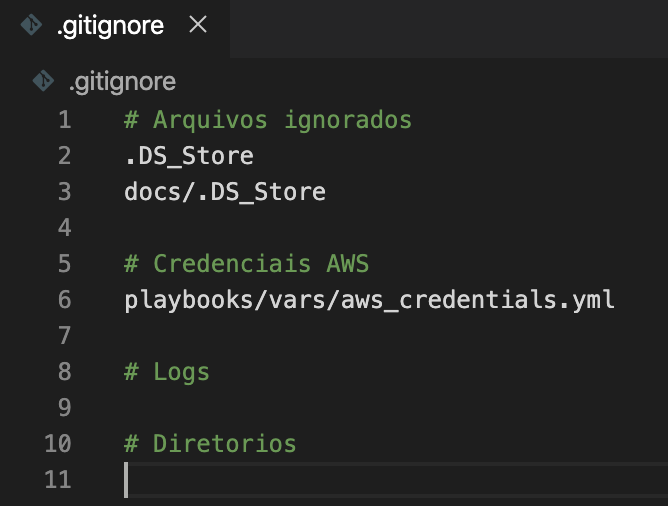 .gitignore
.gitignore
1 # Arquivos ignorados
2 .DS_Store
3 docs/.DS_Store
4
5 # Credenciais AWS
6 playbooks/vars/aws_credentials.yml
7
8 # Logs
9
10 # Diretorios
11